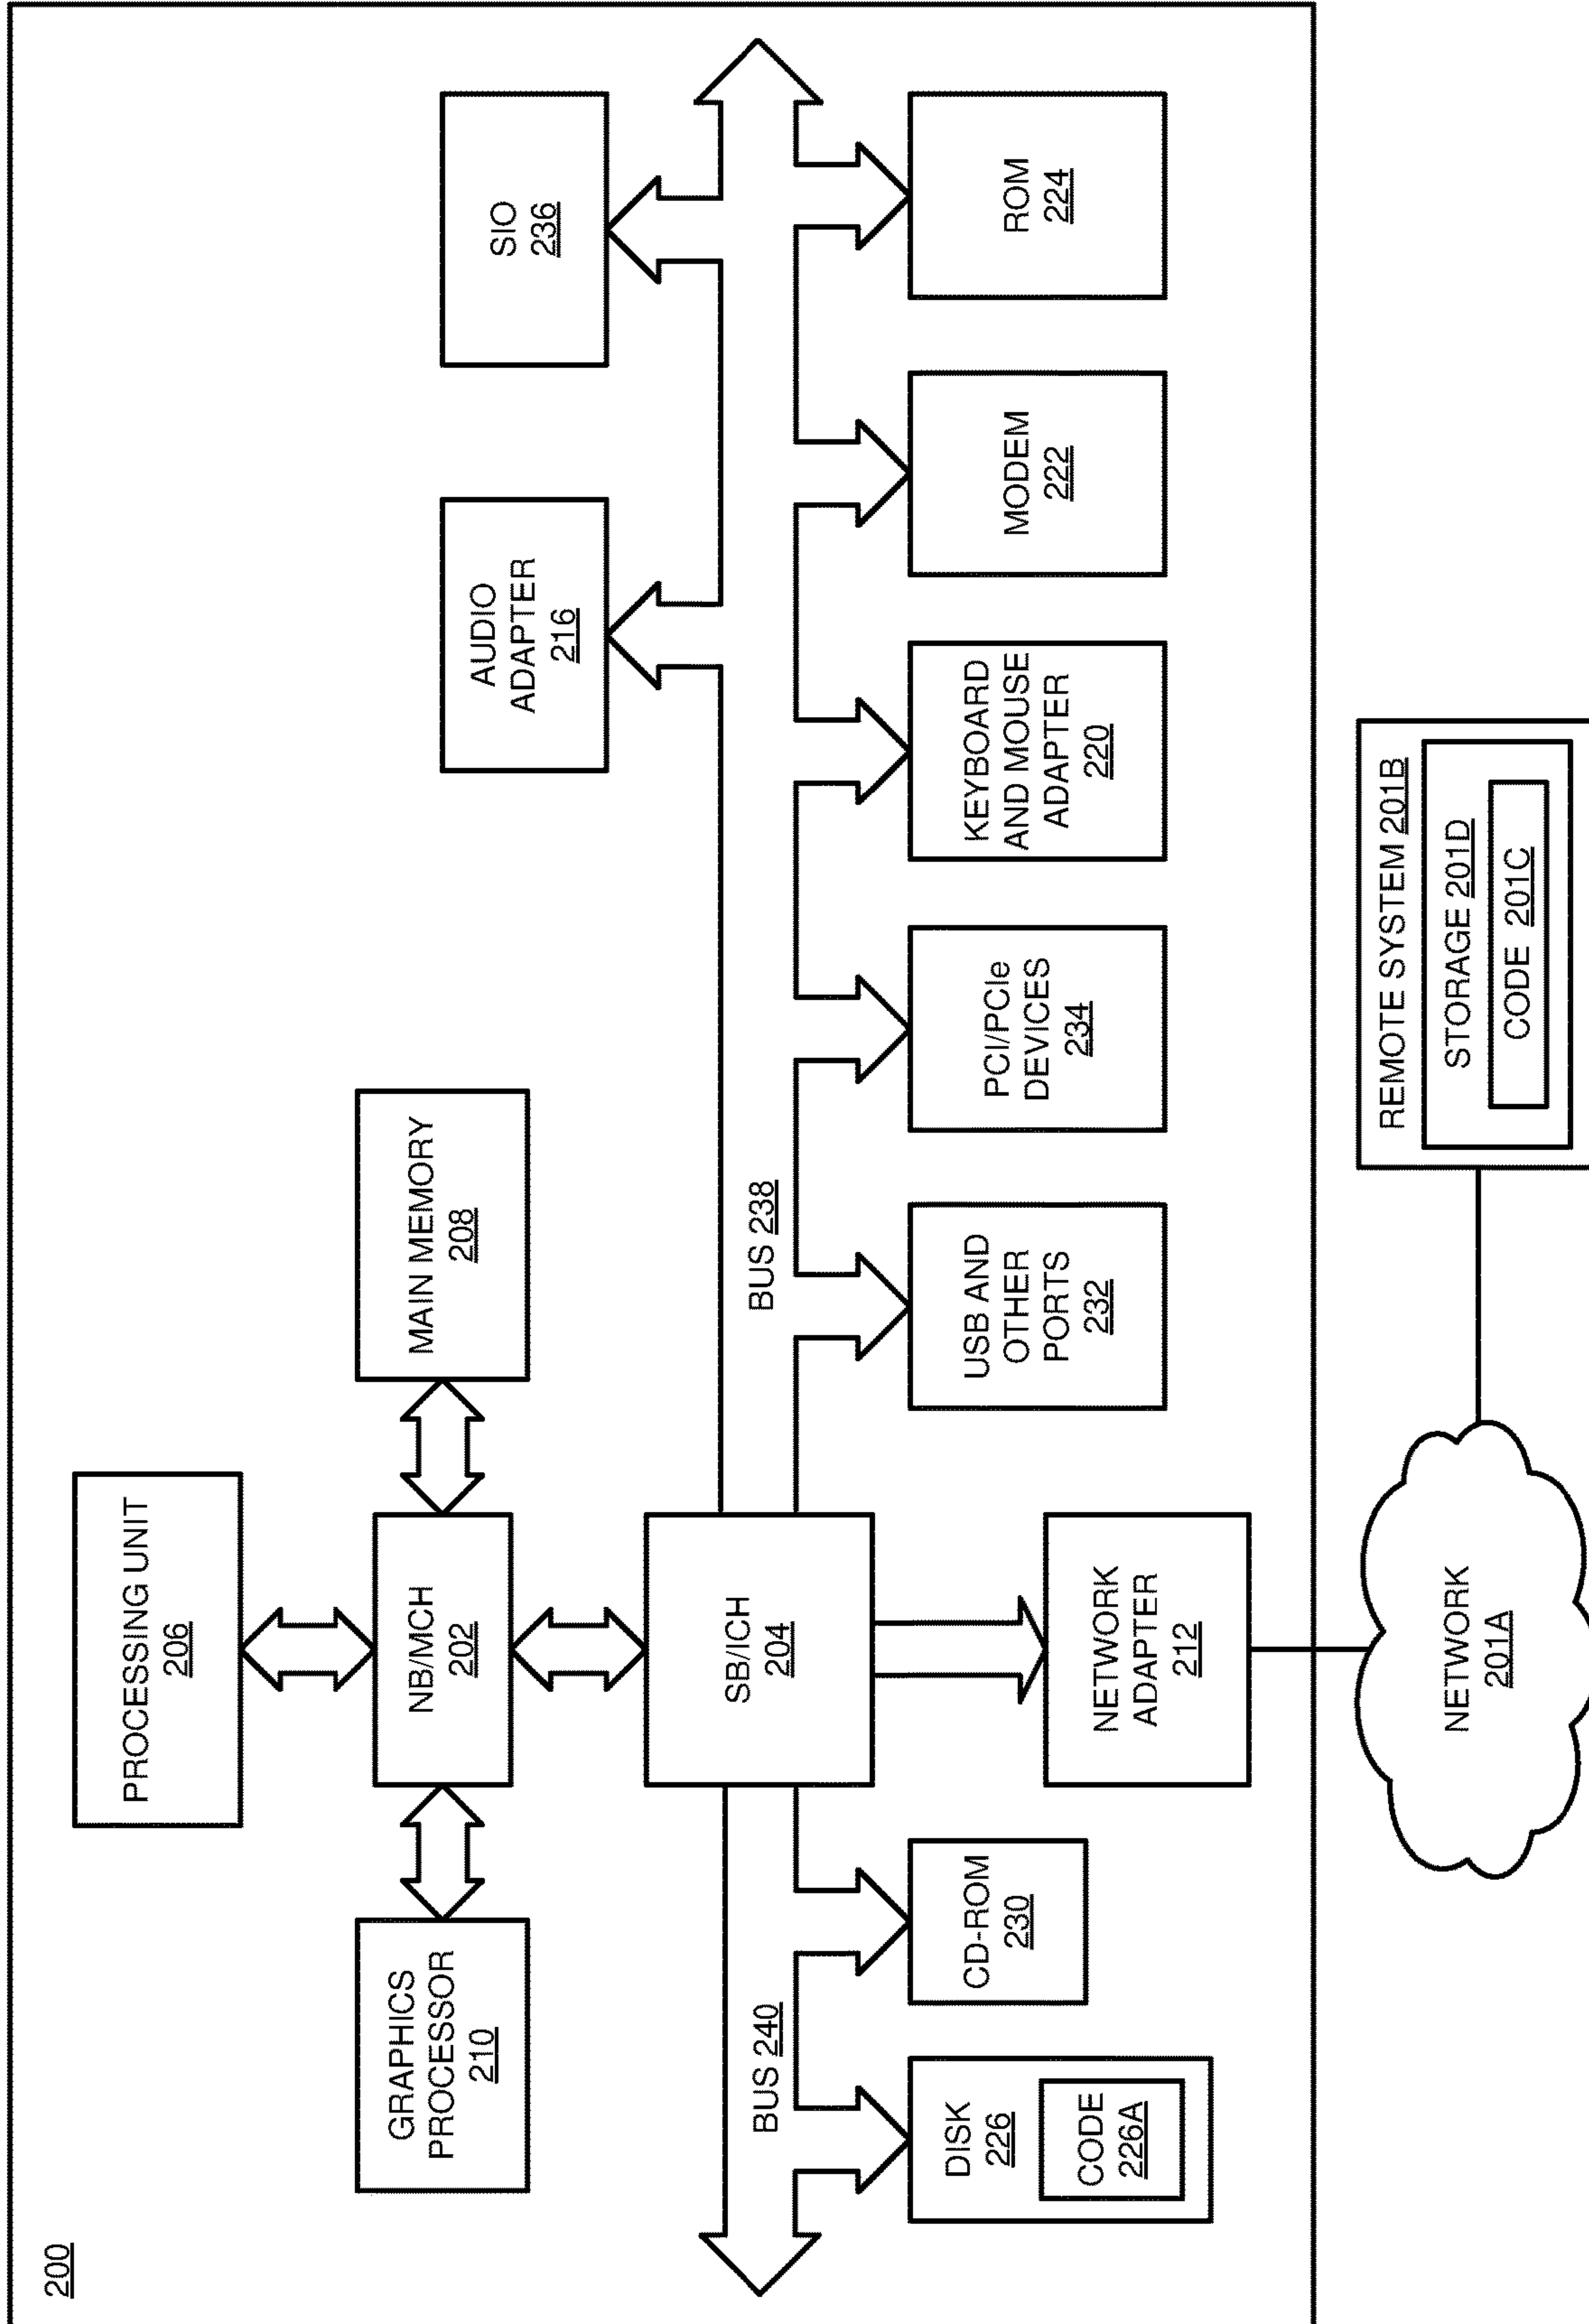 200
PROCESSING UNIT
206
GRAPHICS
PROCESSOR
210
NB/MCH
202
MAIN MEMORY
208
AUDIO
ADAPTER
216
SIO
236
SB/ICH
204
BUS 240
BUS 238
DISK
226
CODE
226A
CD-ROM
230
USB AND
OTHER
PORTS
232
PCI/PCIe
DEVICES
234
KEYBOARD
AND MOUSE
ADAPTER
220
MODEM
222
ROM
224
NETWORK
ADAPTER
212
NETWORK
201A
REMOTE SYSTEM 201B
STORAGE 201D
CODE 201C